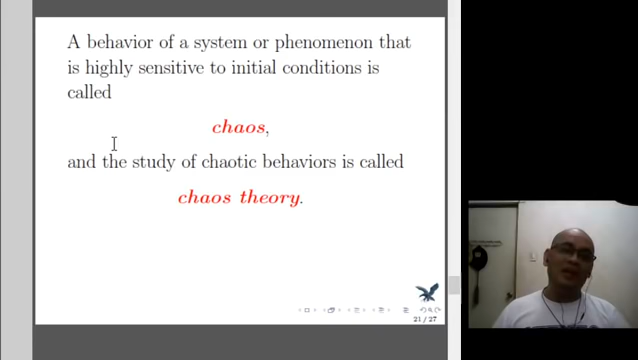 A behavior of a system or phenomenon that
is highly sensitive to initial conditions is
called
chaos,
and the study of chaotic behaviors is called
chaos theory.
21 / 27